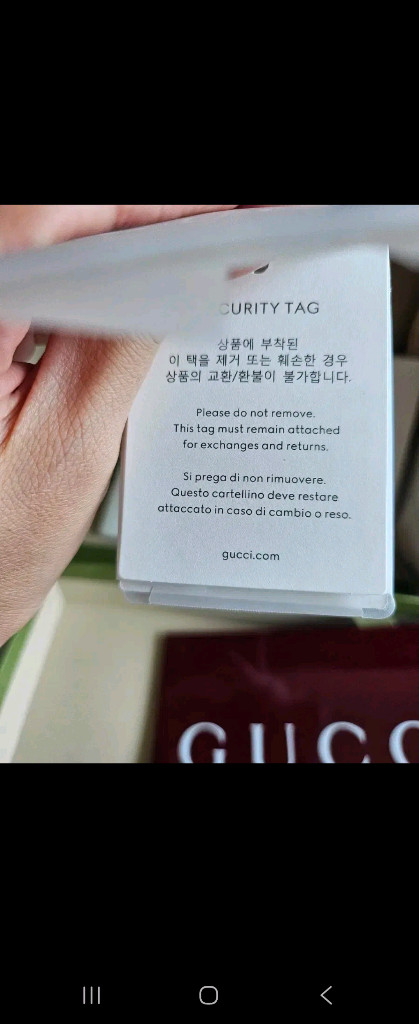 CURITY TAG
상품에 부착된
이 택을 제거 또는 훼손한 경우
상품의 교환/환불이 불가합니다.
Please do not remove.
This tag must remain attached
for exchanges and returns.
Si prega di non rimuovere.
Questo cartellino deve restare
attaccato in caso di cambio o reso.
gucci.com
GUCC